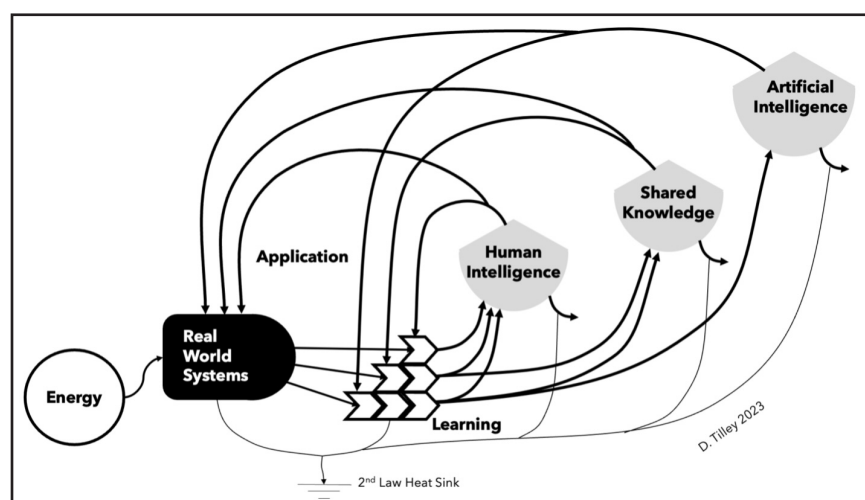 Artificial
Intelligence
Shared
Knowledge
Human
Intelligence
Application
Real
World
Systems
Energy
Learning
D. Tilley 2023
2nd Law Heat Sink